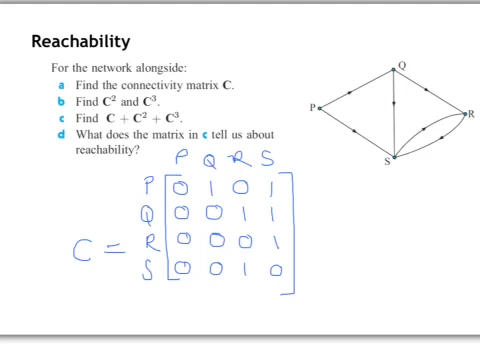 Reachability
For the network alongside:
a Find the connectivity matrix C.
b Find C² and C³.
c Find C + C² + C³.
d What does the matrix in c tell us about
reachability?
Q
P
R
S
P Q R S
P 0 1 0 1
Q 0 0 1 1
C = R 0 0 0 1
S 0 0 1 0